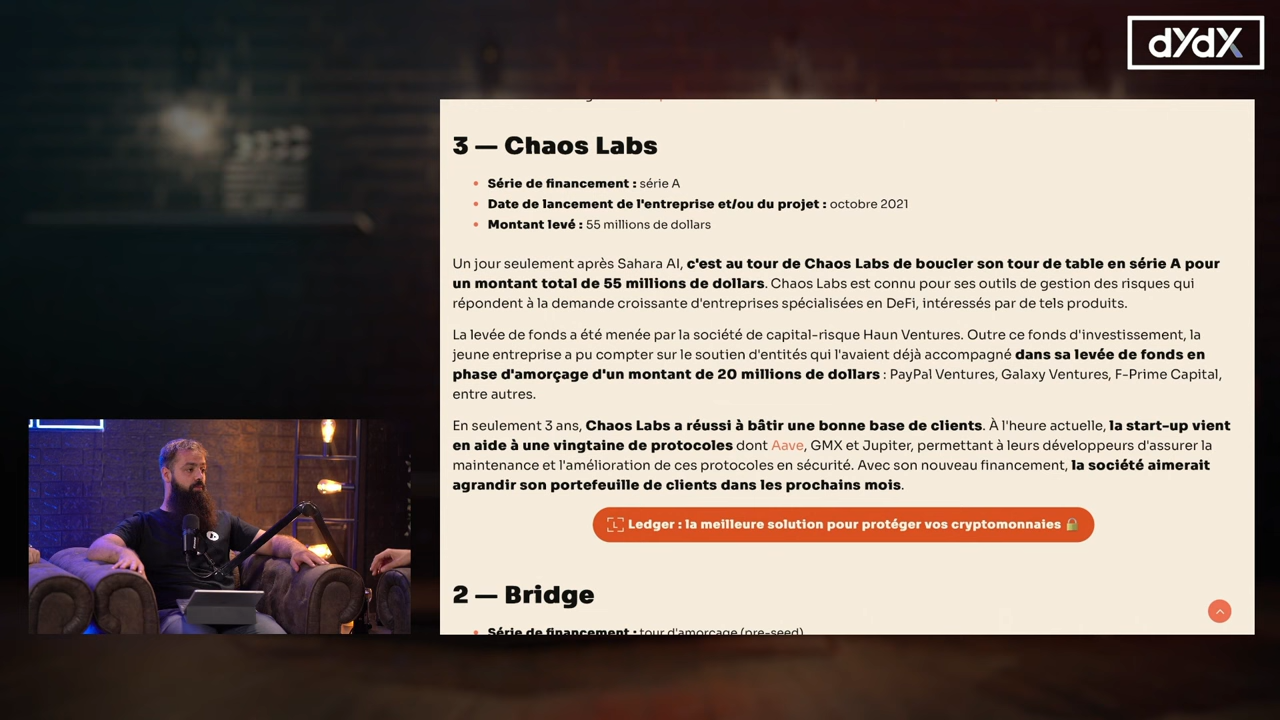 dYdX
3 — Chaos Labs
• Série de financement : série A
• Date de lancement de l'entreprise et/ou du projet : octobre 2021
• Montant levé : 55 millions de dollars
Un jour seulement après Sahara AI, c'est au tour de Chaos Labs de boucler son tour de table en série A pour
un montant total de 55 millions de dollars. Chaos Labs est connu pour ses outils de gestion des risques qui
répondent à la demande croissante d'entreprises spécialisées en DeFi, intéressés par de tels produits.
La levée de fonds a été menée par la société de capital-risque Haun Ventures. Outre ce fonds d'investissement, la
jeune entreprise a pu compter sur le soutien d'entités qui l'avaient déjà accompagné dans sa levée de fonds en
phase d'amorçage d'un montant de 20 millions de dollars : PayPal Ventures, Galaxy Ventures, F-Prime Capital,
entre autres.
En seulement 3 ans, Chaos Labs a réussi à bâtir une bonne base de clients. À l'heure actuelle, la start-up vient
en aide à une vingtaine de protocoles dont Aave, GMX et Jupiter, permettant à leurs développeurs d'assurer la
maintenance et l'amélioration de ces protocoles en sécurité. Avec son nouveau financement, la société aimerait
agrandir son portefeuille de clients dans les prochains mois.
Ledger : la meilleure solution pour protéger vos cryptomonnaies 🔒
2 — Bridge
• Série de financement : tour d'amorçage (pre-seed)